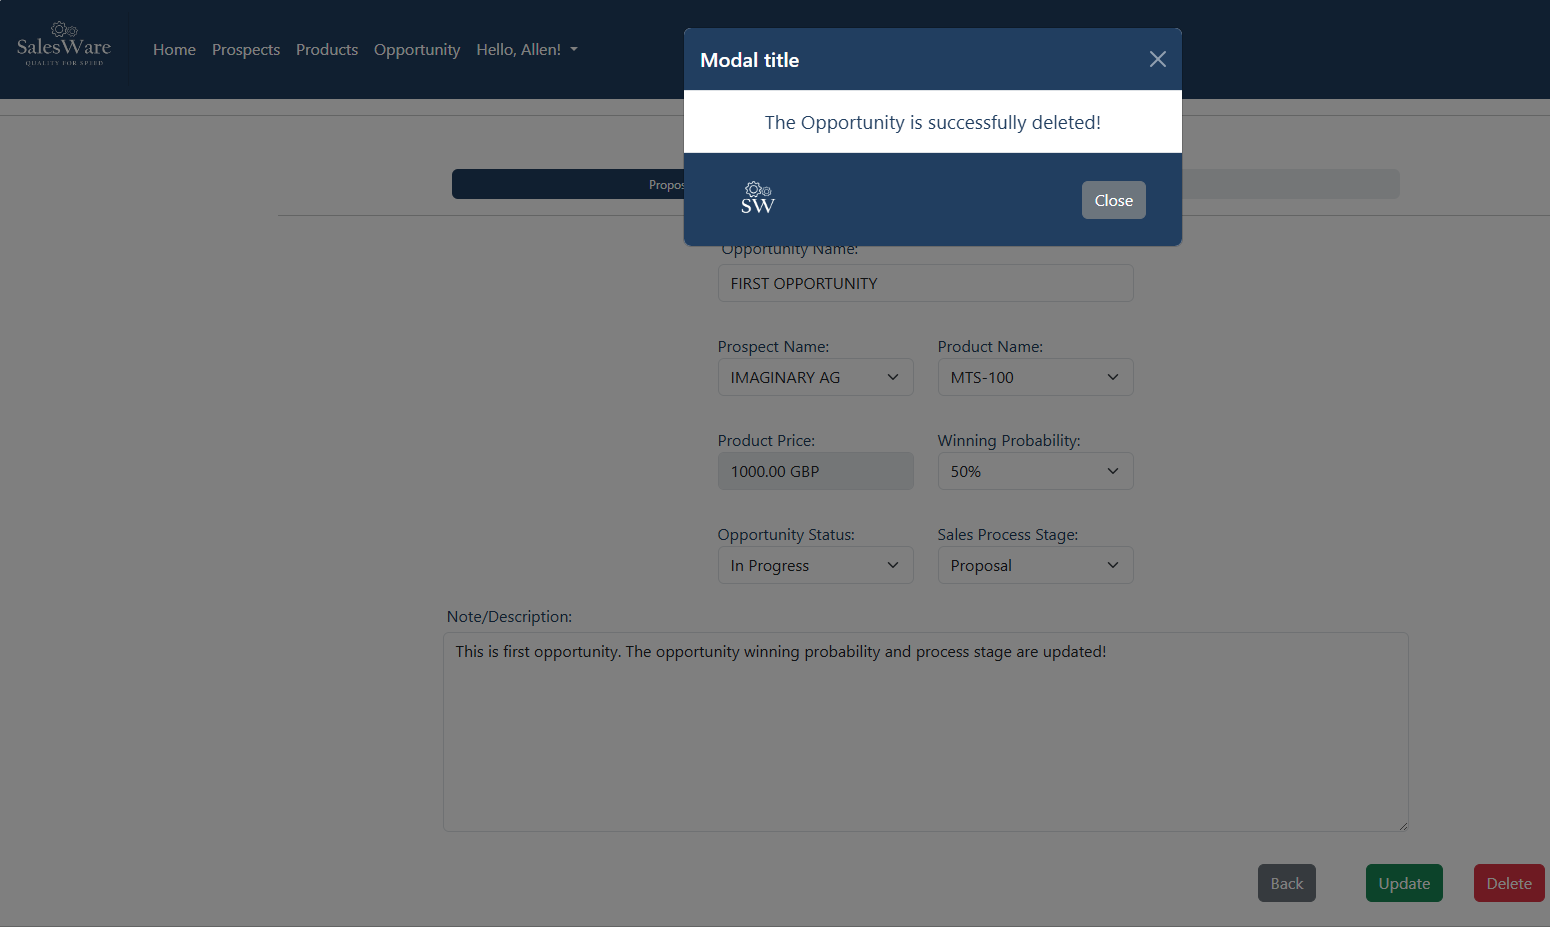 SalesWare
QUALITY FOR SPEED
Home Prospects Products Opportunity Hello, Allen!
Modal title
The Opportunity is successfully deleted!
Propos
SW
Close
Opportunity Name:
FIRST OPPORTUNITY
Prospect Name: Product Name:
IMAGINARY AG MTS-100
Product Price: Winning Probability:
1000.00 GBP 50%
Opportunity Status: Sales Process Stage:
In Progress Proposal
Note/Description:
This is first opportunity. The opportunity winning probability and process stage are updated!
Back Update Delete